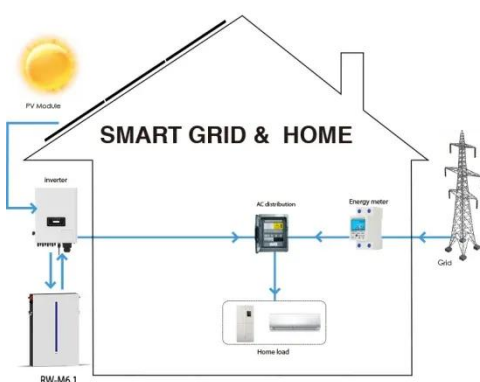 PV Module
SMART GRID & HOME
inverter
AC distribution
Energy meter
Grid
Home load
RW-M6.1